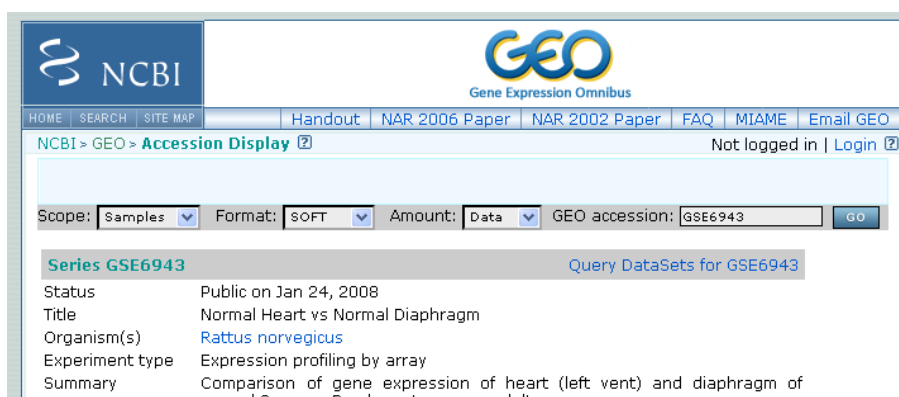 NCBI
GEO
Gene Expression Omnibus
HOME SEARCH SITE MAP Handout NAR 2006 Paper NAR 2002 Paper FAQ MIAME Email GEO
NCBI > GEO > Accession Display ? Not logged in | Login ?
Scope: Samples Format: SOFT Amount: Data GEO accession: GSE6943 GO
Series GSE6943 Query DataSets for GSE6943
Status Public on Jan 24, 2008
Title Normal Heart vs Normal Diaphragm
Organism(s) Rattus norvegicus
Experiment type Expression profiling by array
Summary Comparison of gene expression of heart (left vent) and diaphragm of